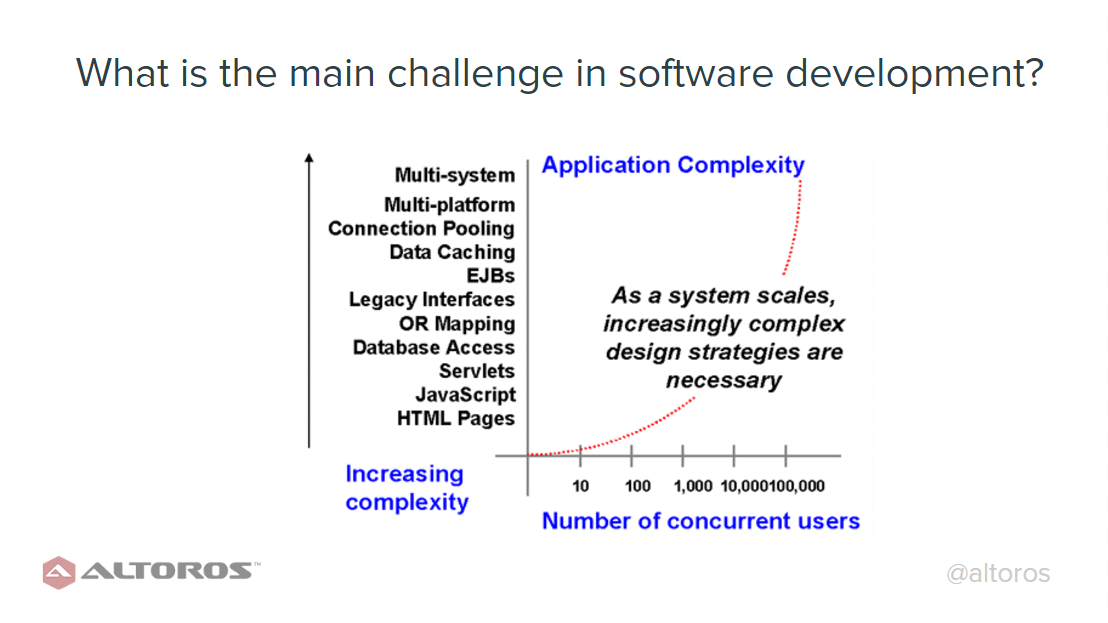 What is the main challenge in software development?
Application Complexity
Multi-system
Multi-platform
Connection Pooling
Data Caching
EJBs
Legacy Interfaces
OR Mapping
Database Access
Servlets
JavaScript
HTML Pages
As a system scales,
increasingly complex
design strategies are
necessary
Increasing
complexity
10 100 1,000 10,000100,000
Number of concurrent users
ALTOROS™
@altoros